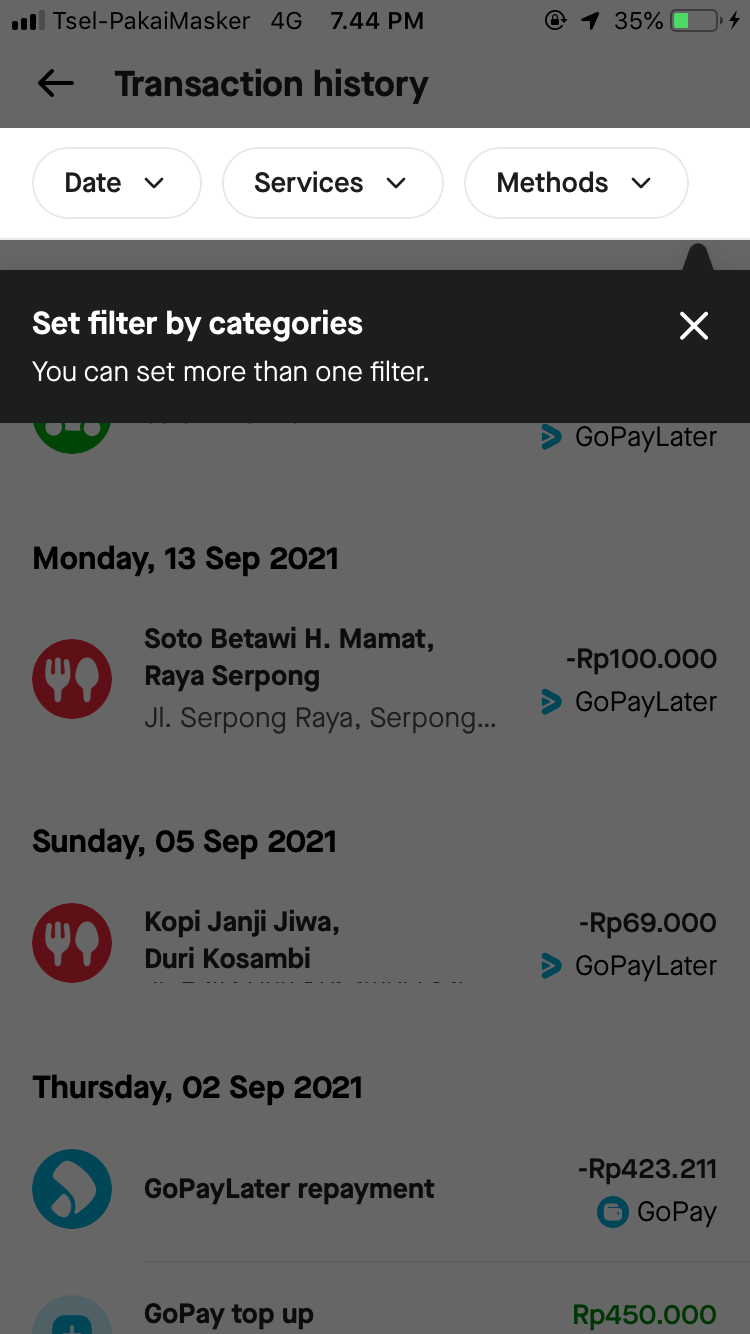 Tsel-PakaiMasker 4G 7.44 PM 35%
Transaction history
Date Services Methods
Set filter by categories
You can set more than one filter.
GoPayLater
Monday, 13 Sep 2021
Soto Betawi H. Mamat,
Raya Serpong
-Rp100.000
Jl. Serpong Raya, Serpong...
GoPayLater
Sunday, 05 Sep 2021
Kopi Janji Jiwa,
Duri Kosambi
-Rp69.000
GoPayLater
Thursday, 02 Sep 2021
GoPayLater repayment
-Rp423.211
GoPay
GoPay top up
Rp450.000